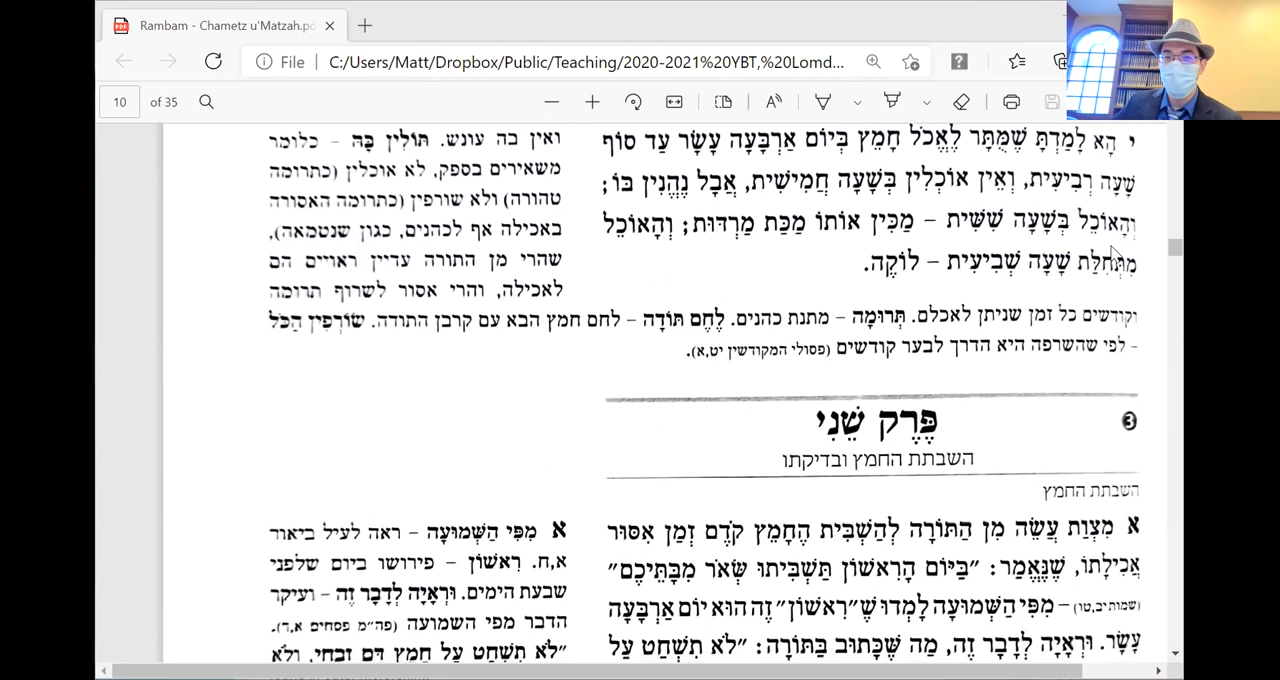 Rambam - Chametz u'Matzah.pd
File C:/Users/Matt/Dropbox/Public/Teaching/2020-2021%20YBT,%20Lomd...
10 of 35
י הָא לָמַדְתָּ שֶׁמֻּתָּר לֶאֱכֹל חָמֵץ בְּיוֹם אַרְבָּעָה עָשָׂר עַד סוֹף
שָׁעָה רְבִיעִית, וְאֵין אוֹכְלִין בְּשָׁעָה חֲמִישִׁית, אֲבָל נֶהֱנִין בּוֹ;
וְהָאוֹכֵל בְּשָׁעָה שִׁשִּׁית – מַכִּין אוֹתוֹ מַכַּת מַרְדּוּת; וְהָאוֹכֵל
מִתְּחִלַּת שָׁעָה שְׁבִיעִית – לוֹקֶה.
ואין בה עונש. תּוֹלִין בָּהּ – כלומר
משאירים בספק, לא אוכלין (כתרומה
טהורה) ולא שורפין (כתרומה האסורה
באכילה אף לכהנים, כגון שנטמאה),
שהרי מן התורה עדיין ראויים הם
לאכילה, והרי אסור לשרוף תרומה
וקודשים כל זמן שניתן לאכלם. תְּרוּמָה – מתנת כהנים. לֶחֶם תּוֹדָה – לחם חמץ הבא עם קרבן התודה. שׂוֹרְפִין הַכֹּל
– לפי שהשרפה היא הדרך לבער קודשים (פסולי המקודשין יט,א).
3
פֶּרֶק שֵׁנִי
השבתת החמץ ובדיקתו
השבתת החמץ
א מִצְוַת עֲשֵׂה מִן הַתּוֹרָה לְהַשְׁבִּית הֶחָמֵץ קֹדֶם זְמַן אִסּוּר
אֲכִילָתוֹ, שֶׁנֶּאֱמַר: "בַּיּוֹם הָרִאשׁוֹן תַּשְׁבִּיתוּ שְּׂאֹר מִבָּתֵּיכֶם"
(שמות יב,טו) – מִפִּי הַשְּׁמוּעָה לָמְדוּ שֶׁ"רִאשׁוֹן" זֶה הוּא יוֹם אַרְבָּעָה
עָשָׂר. וּרְאָיָה לְדָבָר זֶה, מַה שֶּׁכָּתוּב בַּתּוֹרָה: "לֹא תִשְׁחַט עַל
א מִפִּי הַשְּׁמוּעָה – ראה לעיל ביאור
א,ח. רִאשׁוֹן – פירושו ביום שלפני
שבעת הימים. וּרְאָיָה לְדָבָר זֶה – ועיקר
הדבר מפי השמועה (פה"מ פסחים א,ד).
"לֹא תִשְׁחַט עַל חָמֵץ דַּם זִבְחִי, ולא